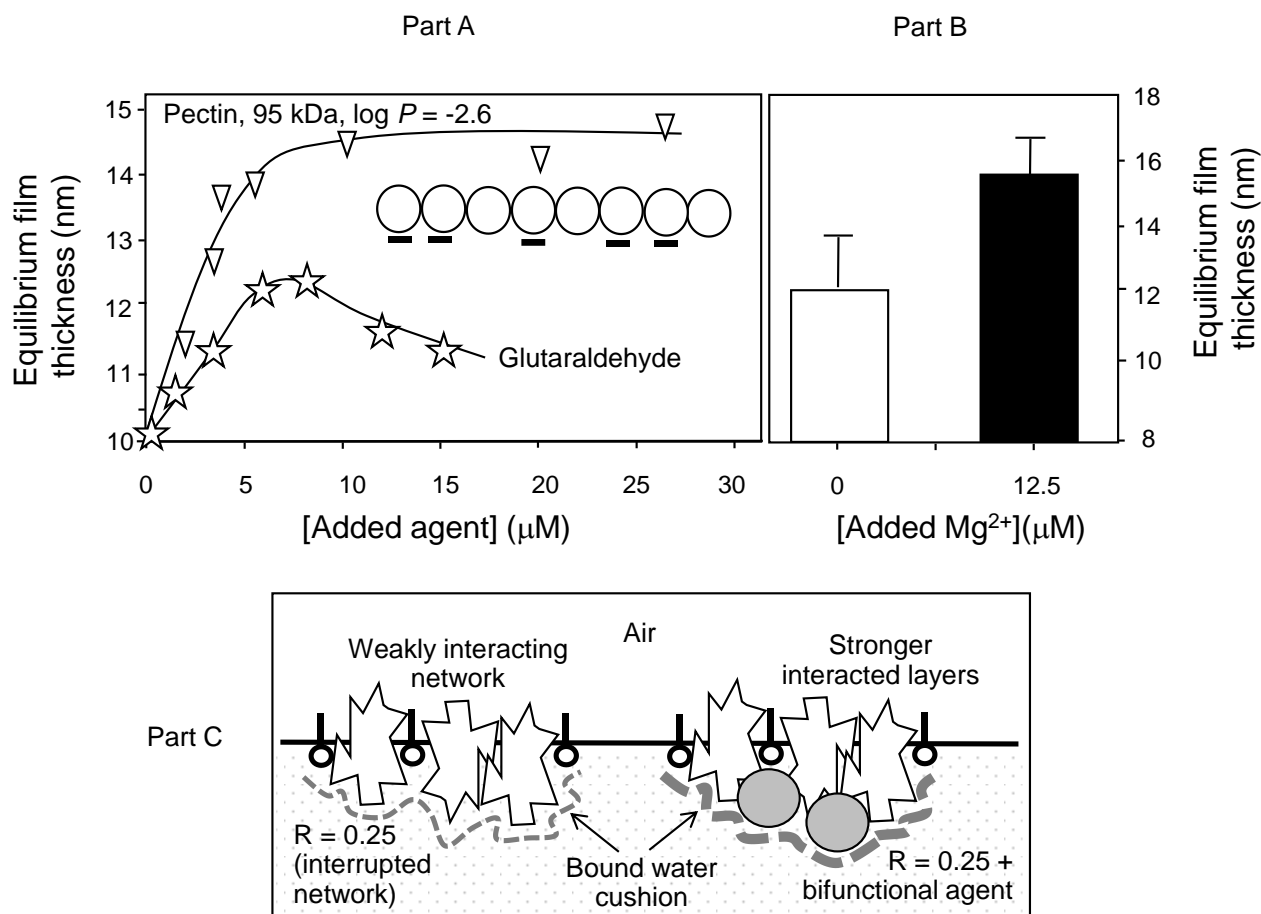 Part A
Part B
Equilibrium film
thickness (nm)
15
14
13
12
11
10
Pectin, 95 kDa, log P = -2.6
Glutaraldehyde
0 5 10 15 20 25 30
[Added agent] (μM)
18
16
14
12
10
8
Equilibrium film
thickness (nm)
0 12.5
[Added Mg²⁺](μM)
Part C
Air
Weakly interacting
network
Stronger
interacted layers
R = 0.25
(interrupted
network)
Bound water
cushion
R = 0.25 +
bifunctional agent